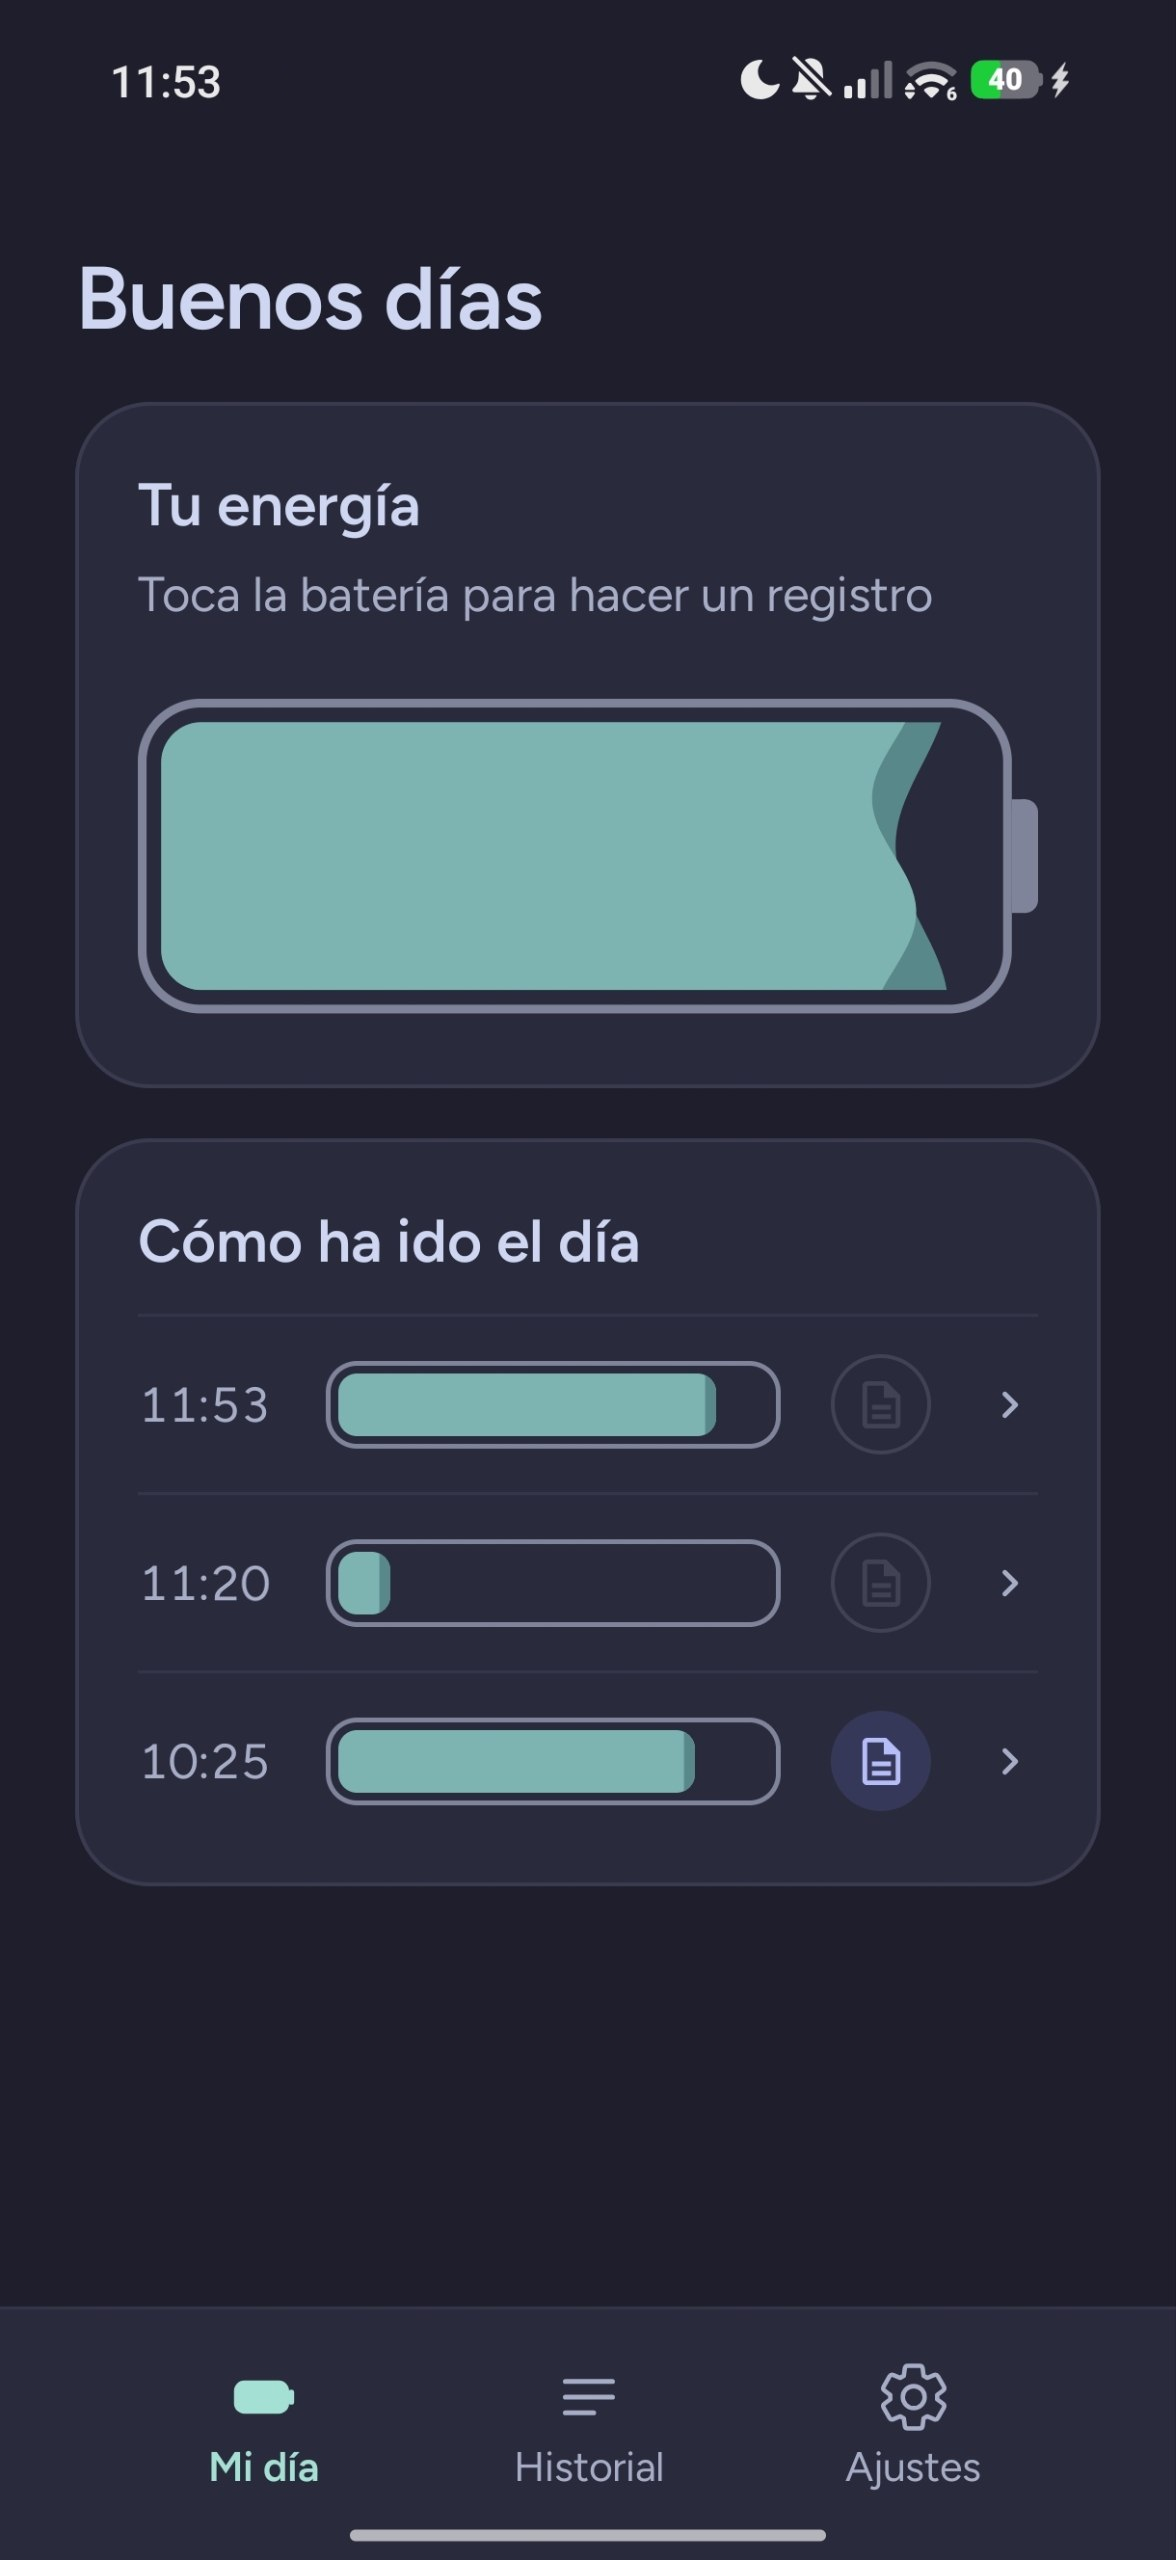 11:53
6
40
Buenos días
Tu energía
Toca la batería para hacer un registro
Cómo ha ido el día
11:53
11:20
10:25
Mi día
Historial
Ajustes